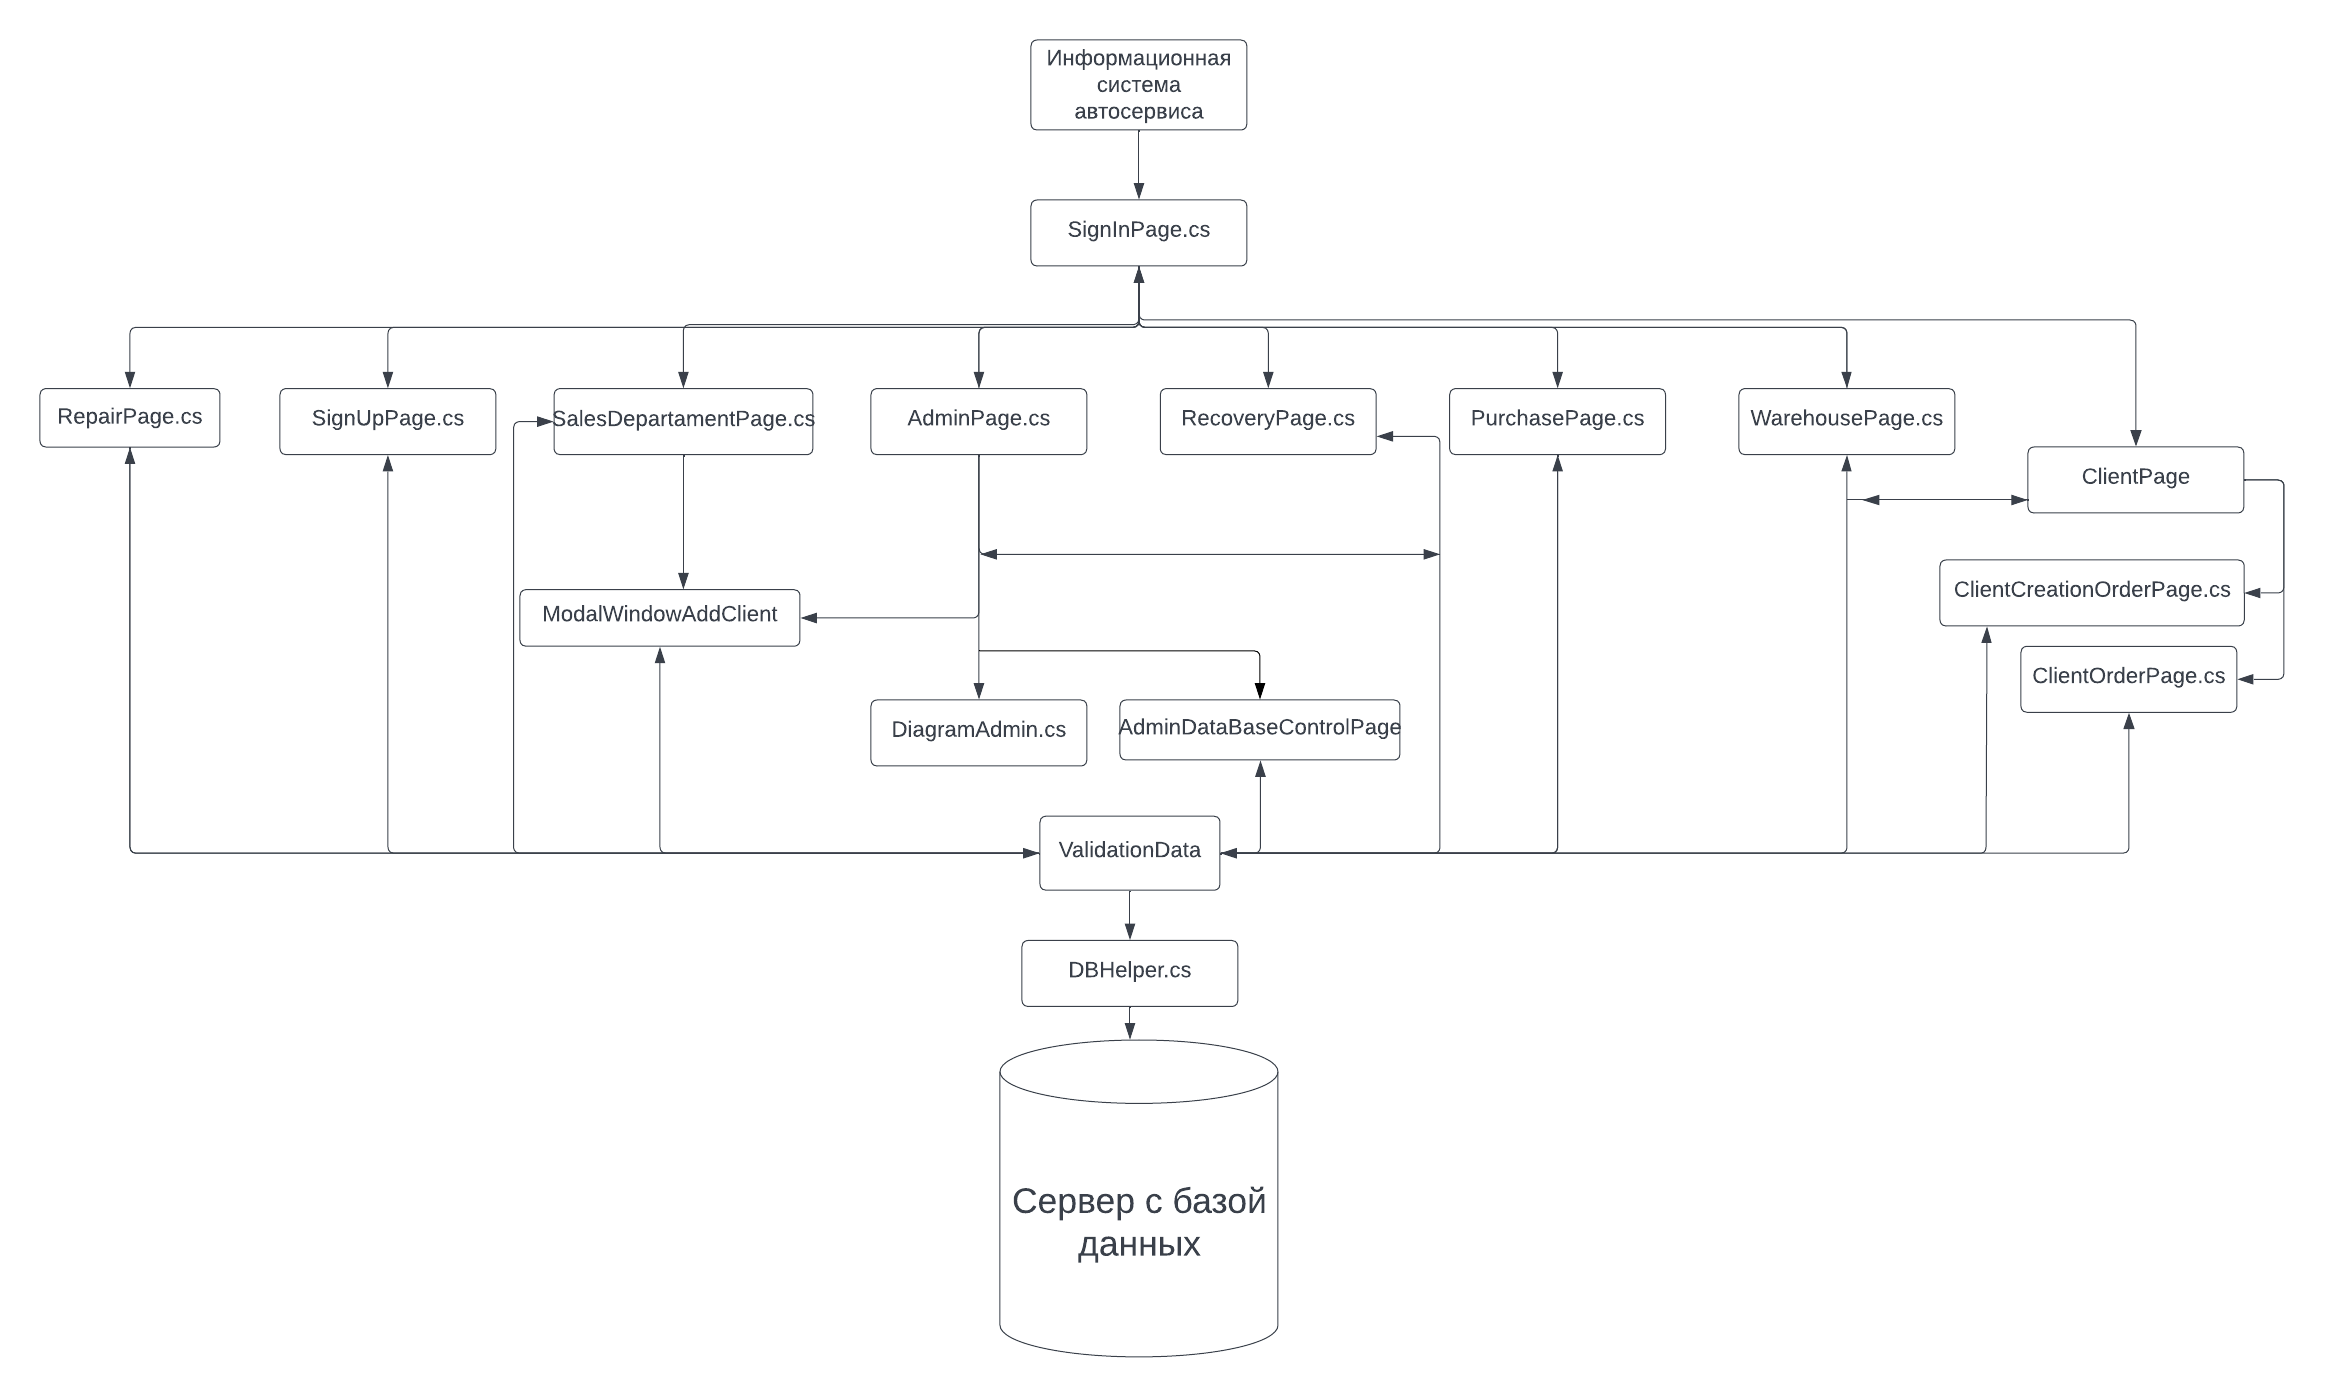 Информационная
система
автосервиса
SignInPage.cs
RepairPage.cs
SignUpPage.cs
SalesDepartamentPage.cs
AdminPage.cs
RecoveryPage.cs
PurchasePage.cs
WarehousePage.cs
ClientPage
ClientCreationOrderPage.cs
ModalWindowAddClient
ClientOrderPage.cs
DiagramAdmin.cs
AdminDataBaseControlPage
ValidationData
DBHelper.cs
Сервер с базой
данных